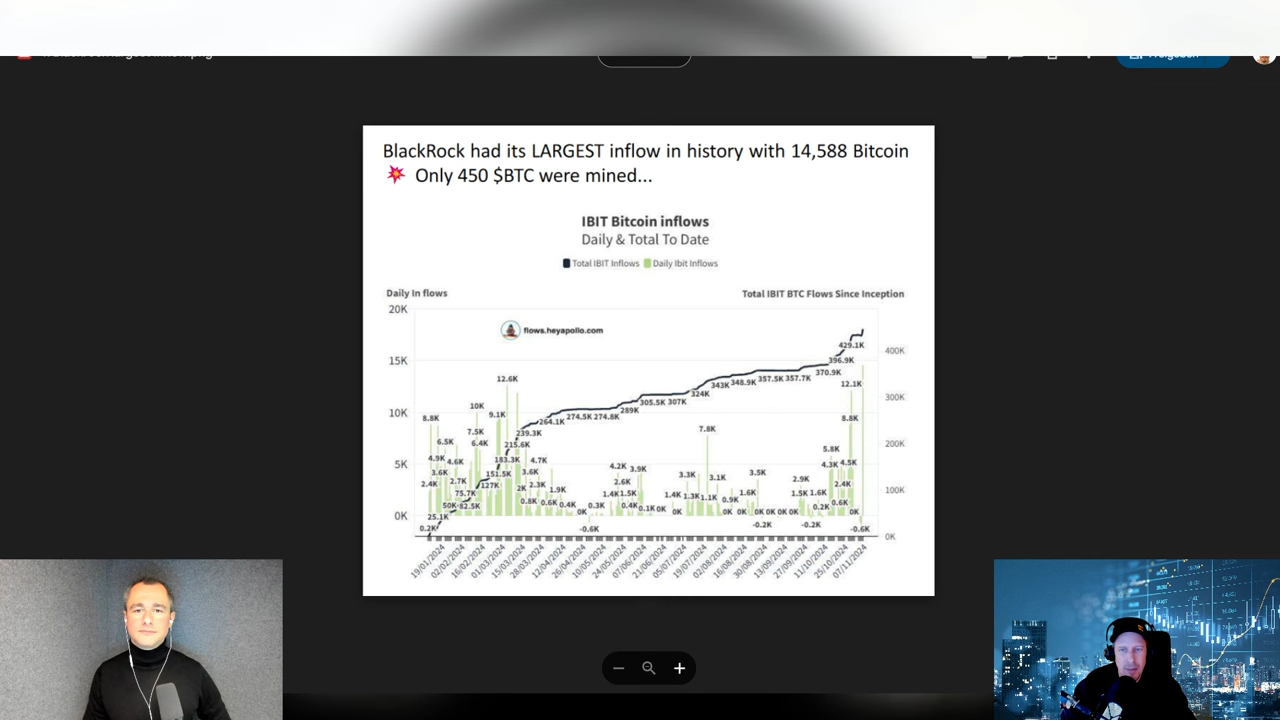 BlackRock had its LARGEST inflow in history with 14,588 Bitcoin
💥 Only 450 $BTC were mined...
IBIT Bitcoin inflows
Daily & Total To Date
Total IBIT Inflows Daily Ibit Inflows
Daily In flows Total IBIT BTC Flows Since Inception
20K
flows.heyapollo.com
429.1K
15K 400K
396.9K
370.9K
12.6K 343K 348.9K 357.5K 357.7K 12.1K
324K
305.5K 307K 300K
289K
10K 10K 9.1K 264.1K 274.5K 274.8K
8.8K 8.8K
7.5K 239.3K 7.8K
6.5K 6.4K 215.6K 200K
5.8K
4.9K 4.6K 183.3K 4.7K 4.2K 3.9K 4.3K 4.5K
5K
3.6K 151.5K 3.6K 3.3K 3.1K 3.5K 2.9K
2.4K 2.7K 127K 2K 2.3K 2.6K 2.4K
75.7K 1.9K 1.4K 1.5K 1.4K 1.3K 1.1K 1.6K 1.5K 1.6K 100K
50K 82.5K 0.8K 0.6K 0.4K 0.3K 0.4K 0.1K 0K 0.9K 0.2K 0.6K
0K 25.1K 0K 0K 0K 0K 0K 0K 0K 0K
0.2K -0.6K -0.2K -0.2K -0.6K
0K
19/01/2024 02/02/2024 16/02/2024 01/03/2024 15/03/2024 28/03/2024 12/04/2024 26/04/2024 10/05/2024 24/05/2024 07/06/2024 21/06/2024 05/07/2024 19/07/2024 02/08/2024 16/08/2024 30/08/2024 13/09/2024 27/09/2024 11/10/2024 25/10/2024 07/11/2024